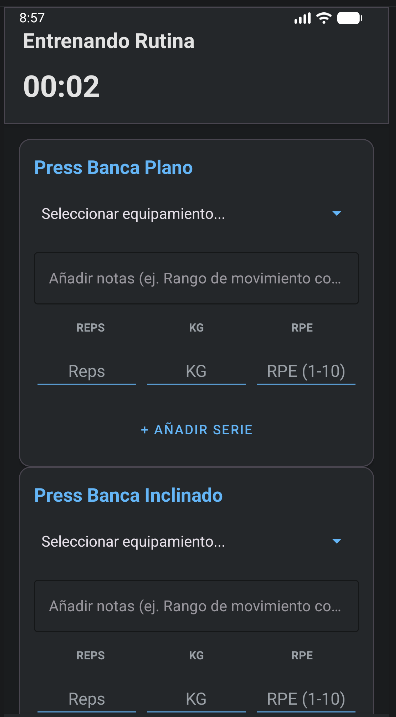 8:57
Entrenando Rutina
00:02
Press Banca Plano
Seleccionar equipamiento...
Añadir notas (ej. Rango de movimiento co...
REPS KG RPE
Reps KG RPE (1-10)
+ AÑADIR SERIE
Press Banca Inclinado
Seleccionar equipamiento...
Añadir notas (ej. Rango de movimiento co...
REPS KG RPE
Reps KG RPE (1-10)